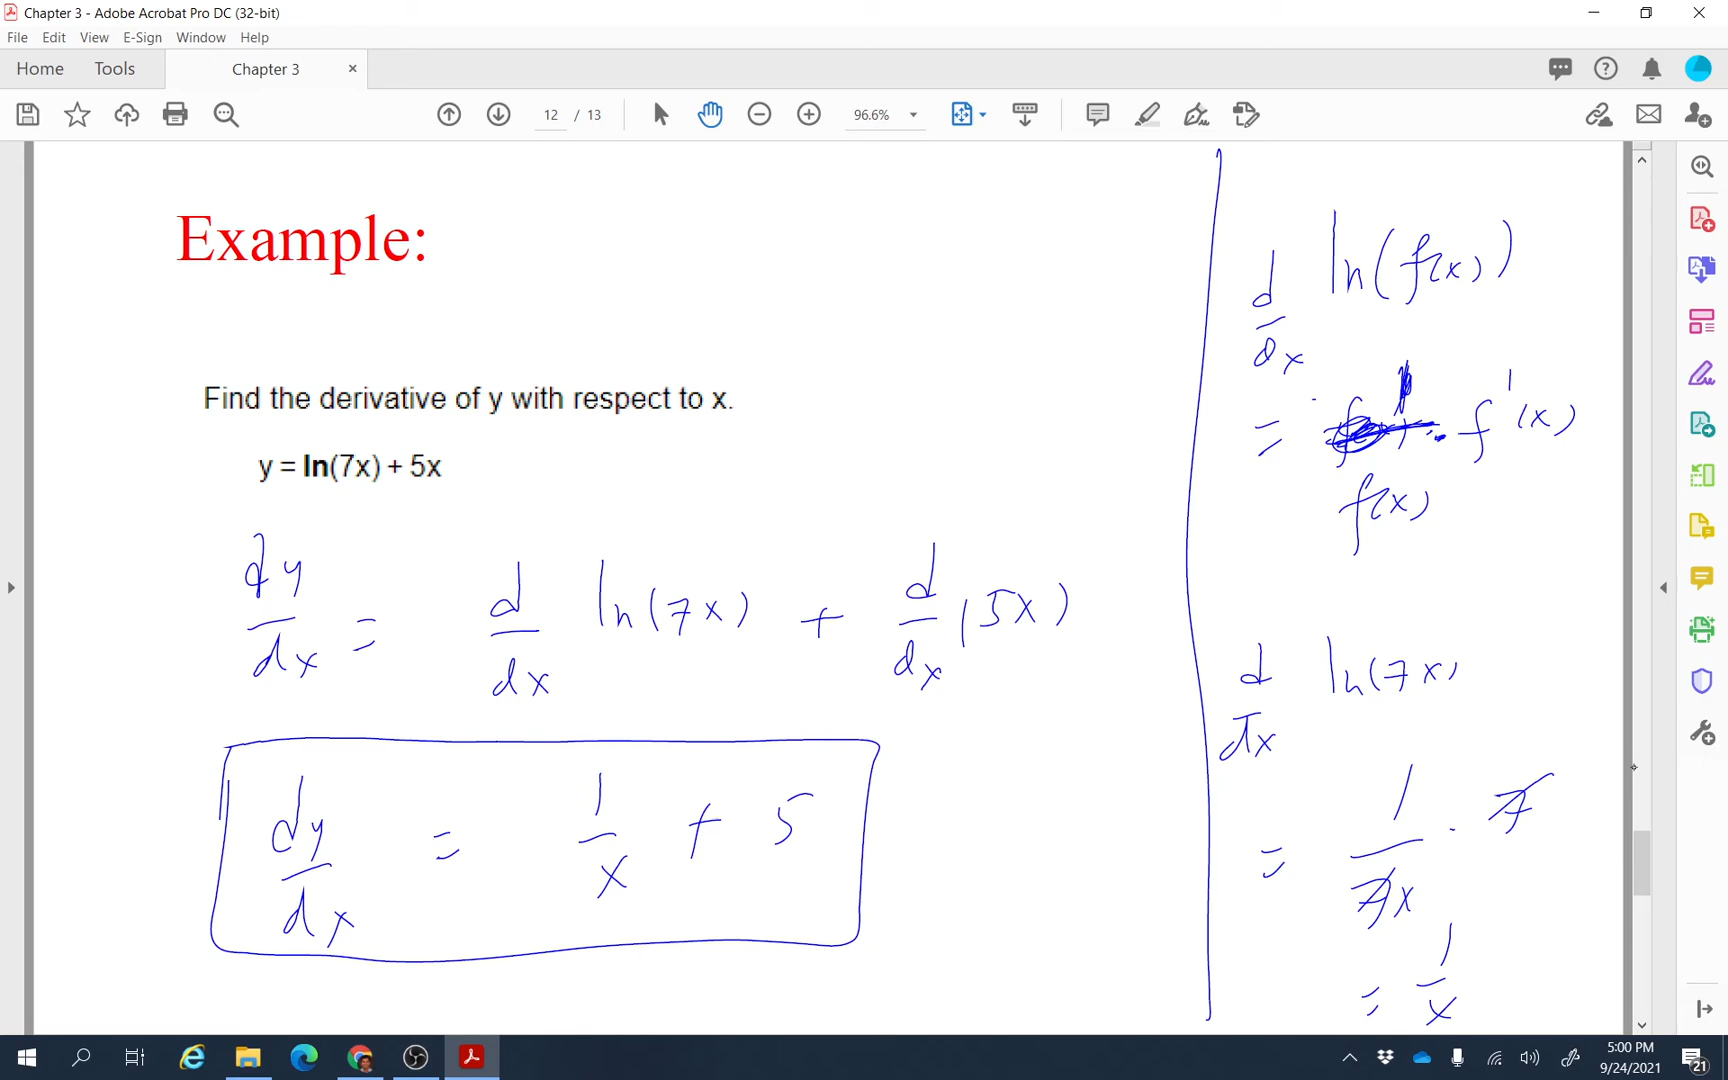 Chapter 3 - Adobe Acrobat Pro DC (32-bit)
File Edit View E-Sign Window Help
Home Tools Chapter 3
12 / 13 96.6%
Example:
Find the derivative of y with respect to x.
y = ln(7x) + 5x
dy/dx = d/dx ln(7x) + d/dx (5x)
dy/dx = 1/x + 5
d/dx ln(f(x))
= 1/f(x) · f'(x)
d/dx ln(7x)
= 1/7x · 7
= 1/x
5:00 PM
9/24/2021
21